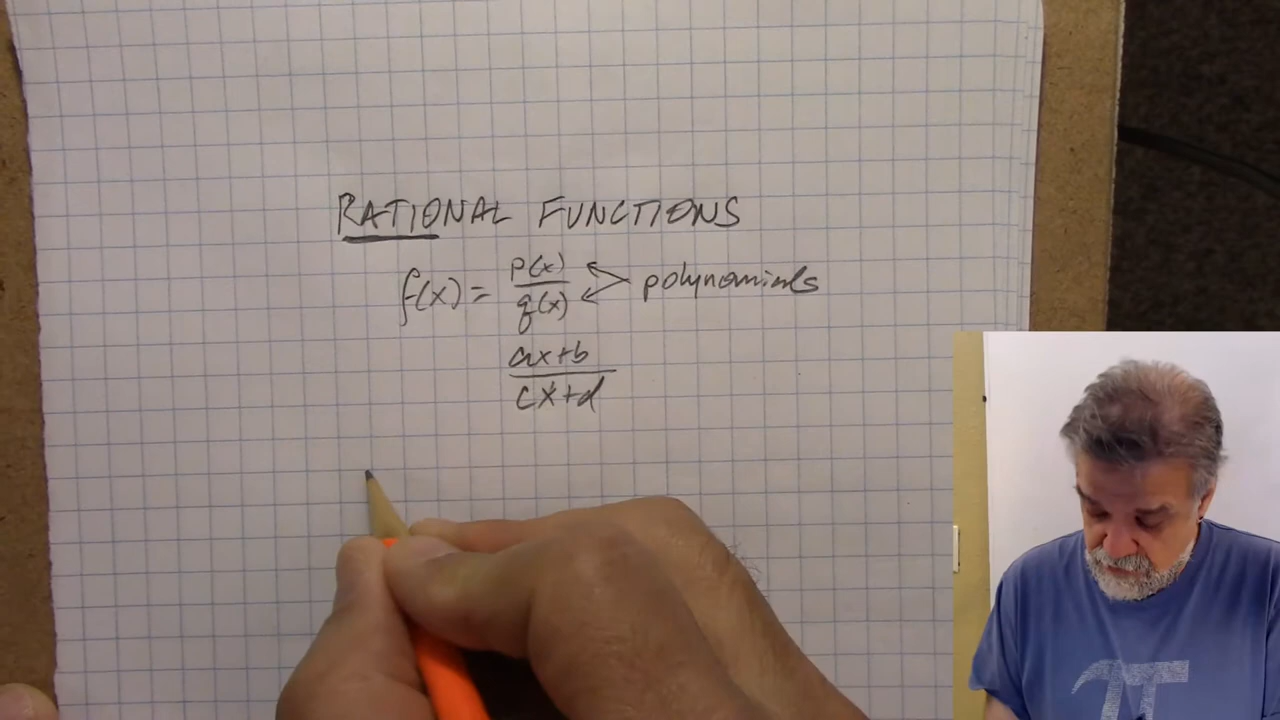 RATIONAL FUNCTIONS
f(x) = p(x)/q(x) polynomials
ax+b/cx+d
π